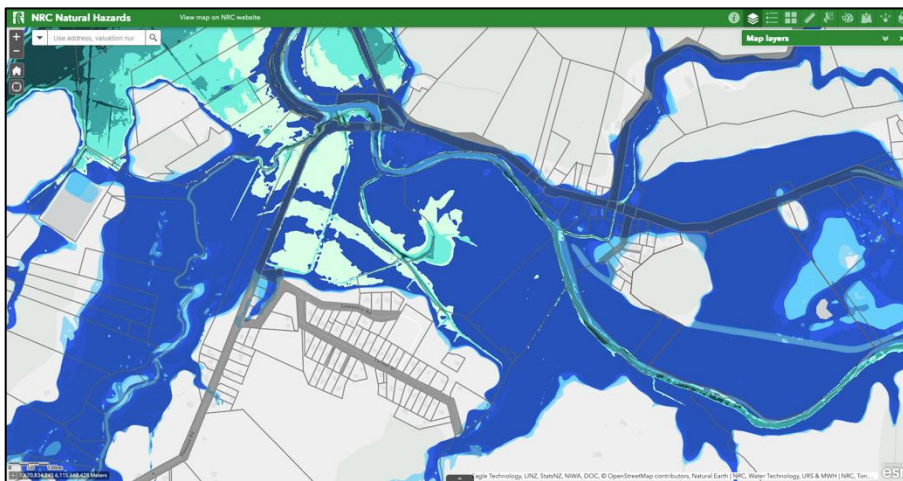 NRC Natural Hazards
View map on NRC website
Use address, valuation nur
Map layers
agle Technology, LINZ, StatsNZ, NIWA, DOC, © OpenStreetMap contributors, Natural Earth | NRC, Water Technology, URS & MWH | NRC, Ton...
esri